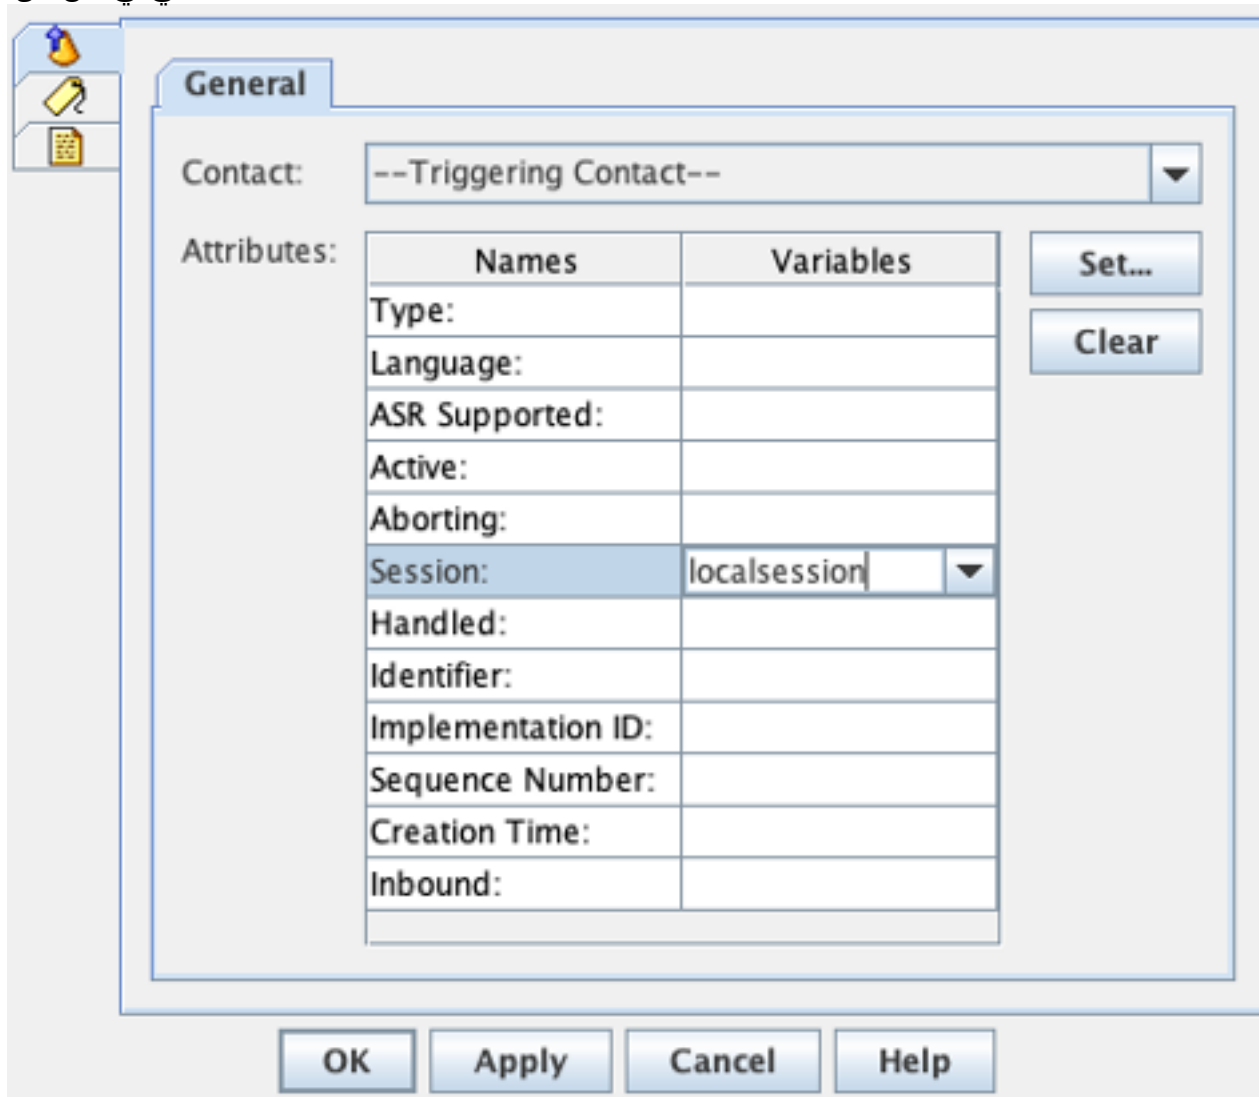 General
Contact: --Triggering Contact--
Attributes: Names Variables Set...
Type:
Clear
Language:
ASR Supported:
Active:
Aborting:
Session: localsession
Handled:
Identifier:
Implementation ID:
Sequence Number:
Creation Time:
Inbound:
OK Apply Cancel Help